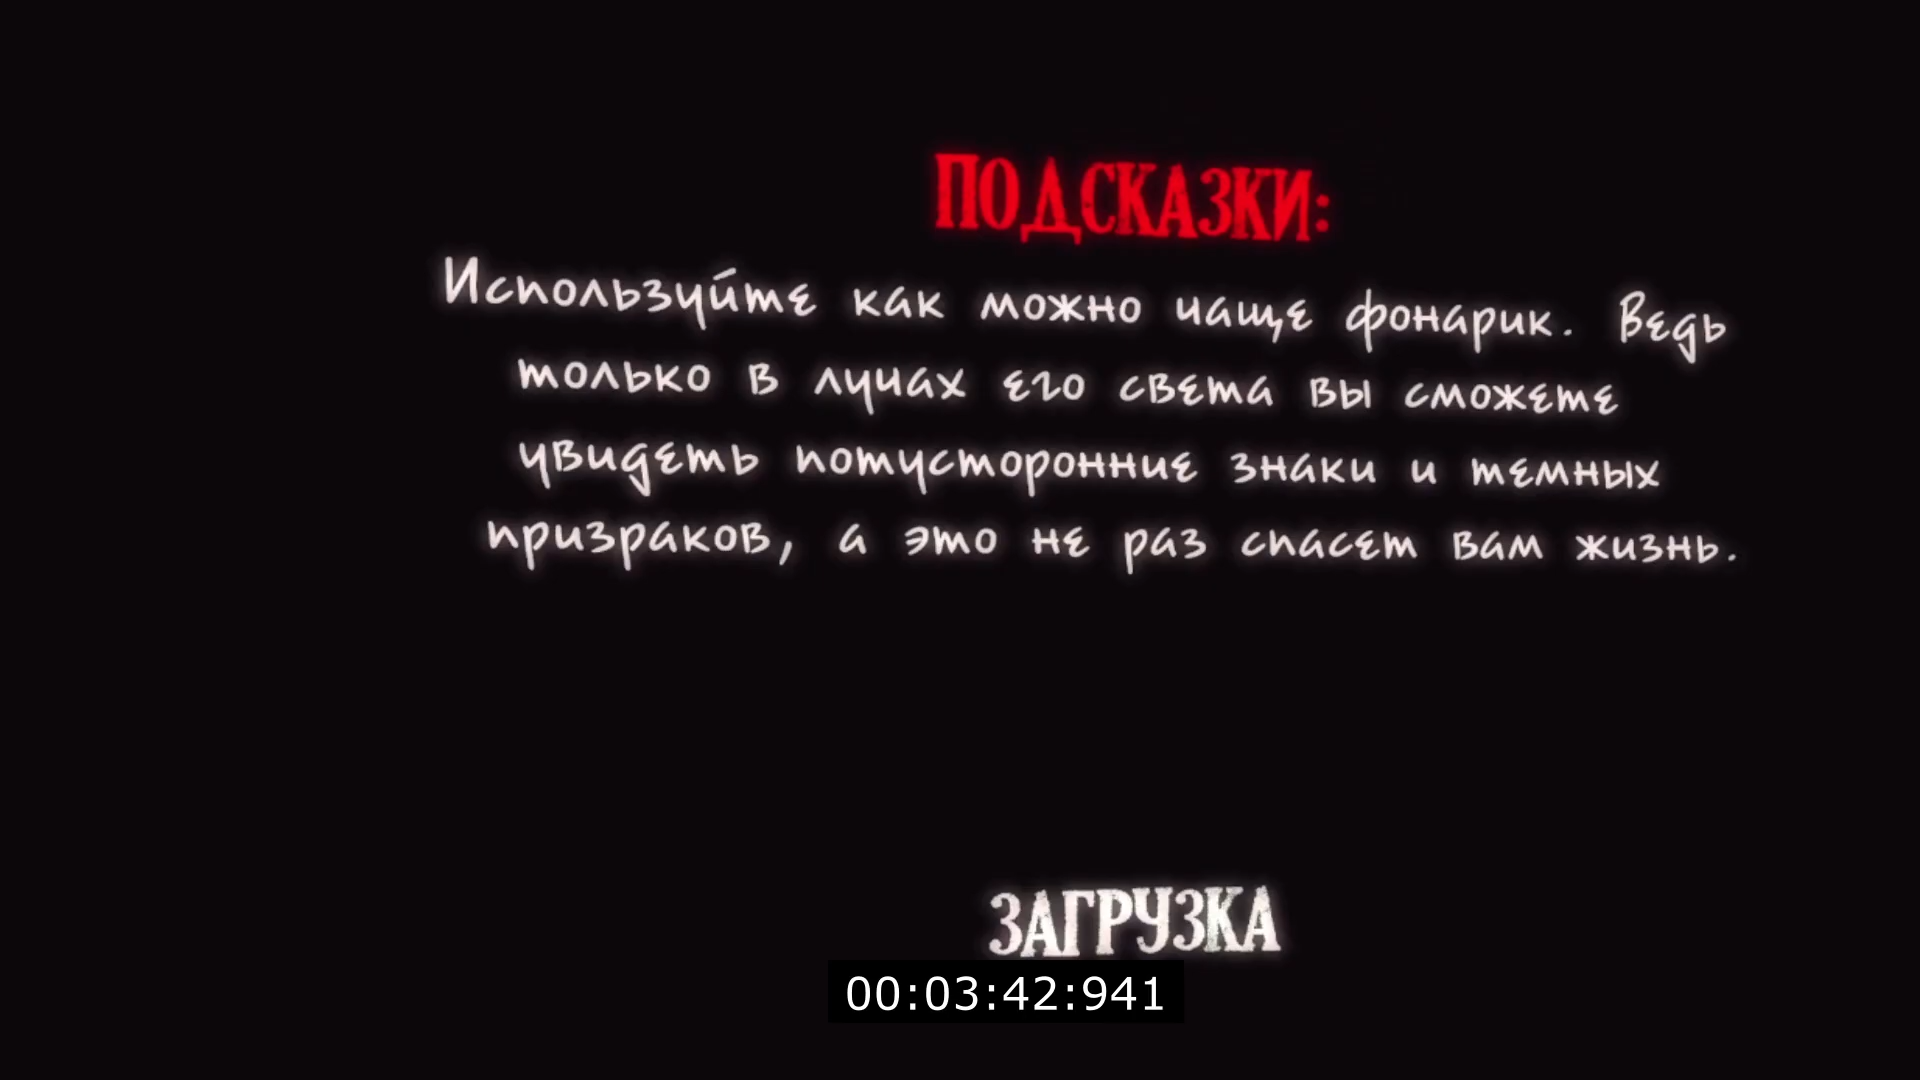 ПОДСКАЗКИ:
Используйте как можно чаще фонарик. Ведь
только в лучах его света вы сможете
увидеть потусторонние знаки и темных
призраков, а это не раз спасет вам жизнь.
ЗАГРУЗКА
00:03:42:941